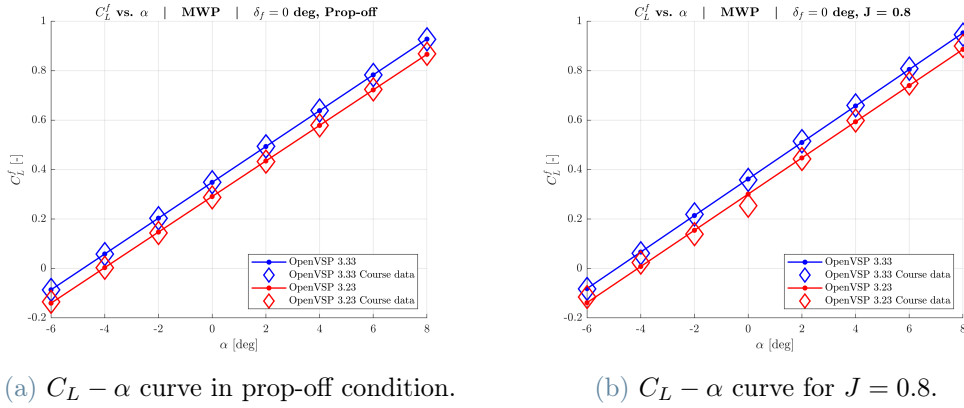 C_L^f vs. α | MWP | δ_f = 0 deg, Prop-off
1
0.8
0.6
0.4
0.2
0
-0.2
C_L^f [-]
-6 -4 -2 0 2 4 6 8
α [deg]
OpenVSP 3.33
OpenVSP 3.33 Course data
OpenVSP 3.23
OpenVSP 3.23 Course data
(a) C_L − α curve in prop-off condition.
C_L^f vs. α | MWP | δ_f = 0 deg, J = 0.8
1
0.8
0.6
0.4
0.2
0
-0.2
C_L^f [-]
-6 -4 -2 0 2 4 6 8
α [deg]
OpenVSP 3.33
OpenVSP 3.33 Course data
OpenVSP 3.23
OpenVSP 3.23 Course data
(b) C_L − α curve for J = 0.8.